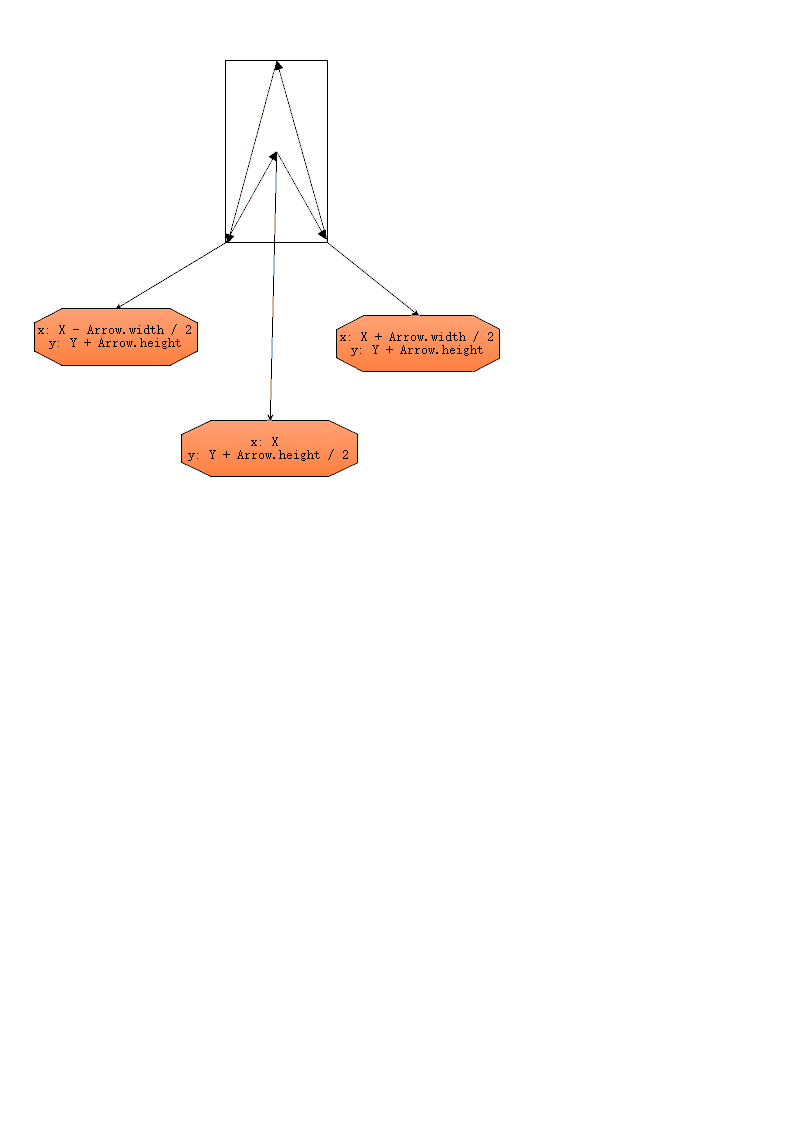 x: X - Arrow.width / 2
y: Y + Arrow.height
x: X + Arrow.width / 2
y: Y + Arrow.height
x: X
y: Y + Arrow.height / 2